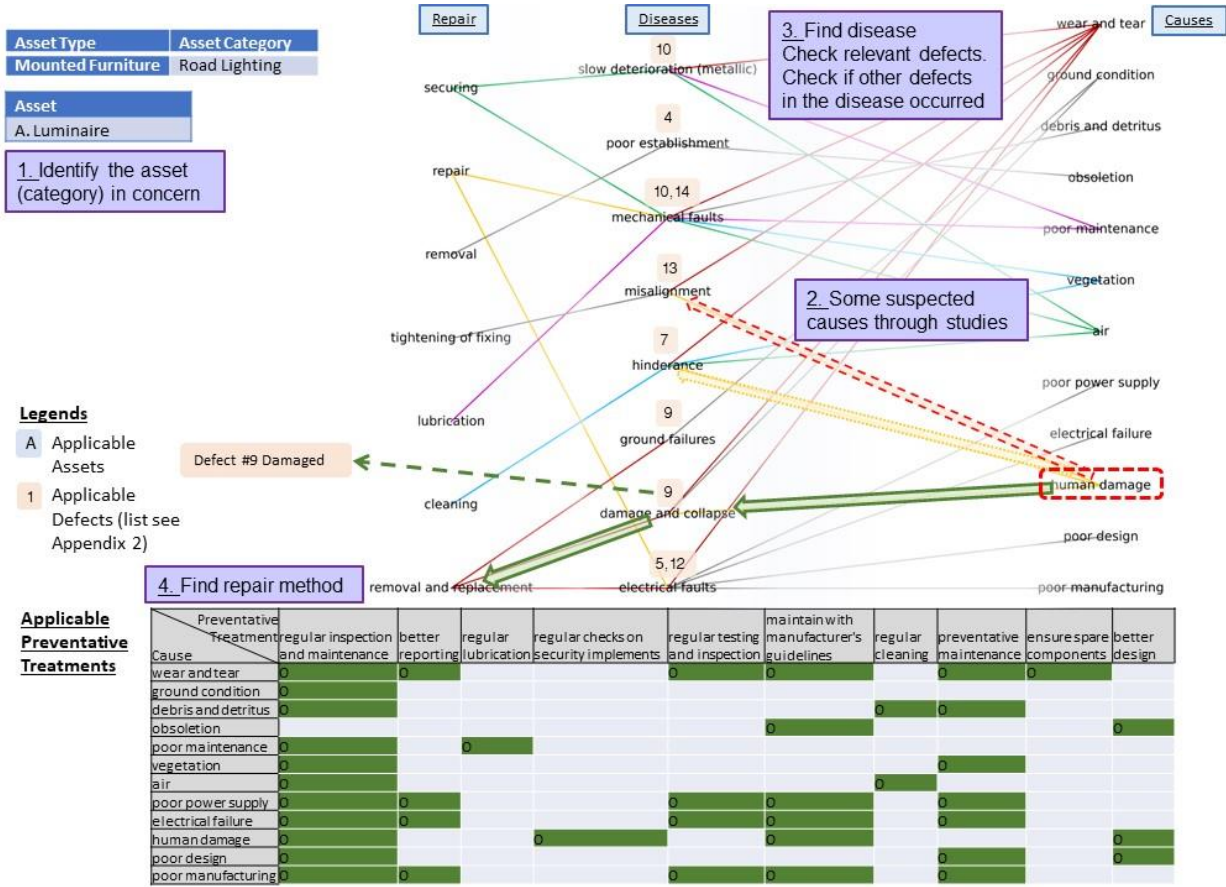 Repair
Diseases
Causes
Asset Type Asset Category
Mounted Furniture Road Lighting
Asset
A. Luminaire
1. Identify the asset
(category) in concern
3. Find disease
Check relevant defects.
Check if other defects
in the disease occurred
2. Some suspected
causes through studies
4. Find repair method
securing
repair
removal
tightening of fixing
lubrication
cleaning
removal and replacement
10
slow deterioration (metallic)
4
poor establishment
10, 14
mechanical faults
13
misalignment
7
hinderance
9
ground failures
9
damage and collapse
5, 12
electrical faults
wear and tear
ground condition
debris and detritus
obsoletion
poor maintenance
vegetation
air
poor power supply
electrical failure
human damage
poor design
poor manufacturing
Legends
A Applicable
Assets
1 Applicable
Defects (list see
Appendix 2)
Defect #9 Damaged
Applicable
Preventative
Treatments
Preventative
Treatment
Cause
regular inspection
and maintenance
better
reporting
regular
lubrication
regular checks on
security implements
regular testing
and inspection
maintain with
manufacturer's
guidelines
regular
cleaning
preventative
maintenance
ensure spare
components
better
design
wear and tear O O O O O O
ground condition O
debris and detritus O O O
obsoletion O O
poor maintenance O O
vegetation O O
air O O
poor power supply O O O O O
electrical failure O O O O O
human damage O O O O
poor design O O O
poor manufacturing O O O O O